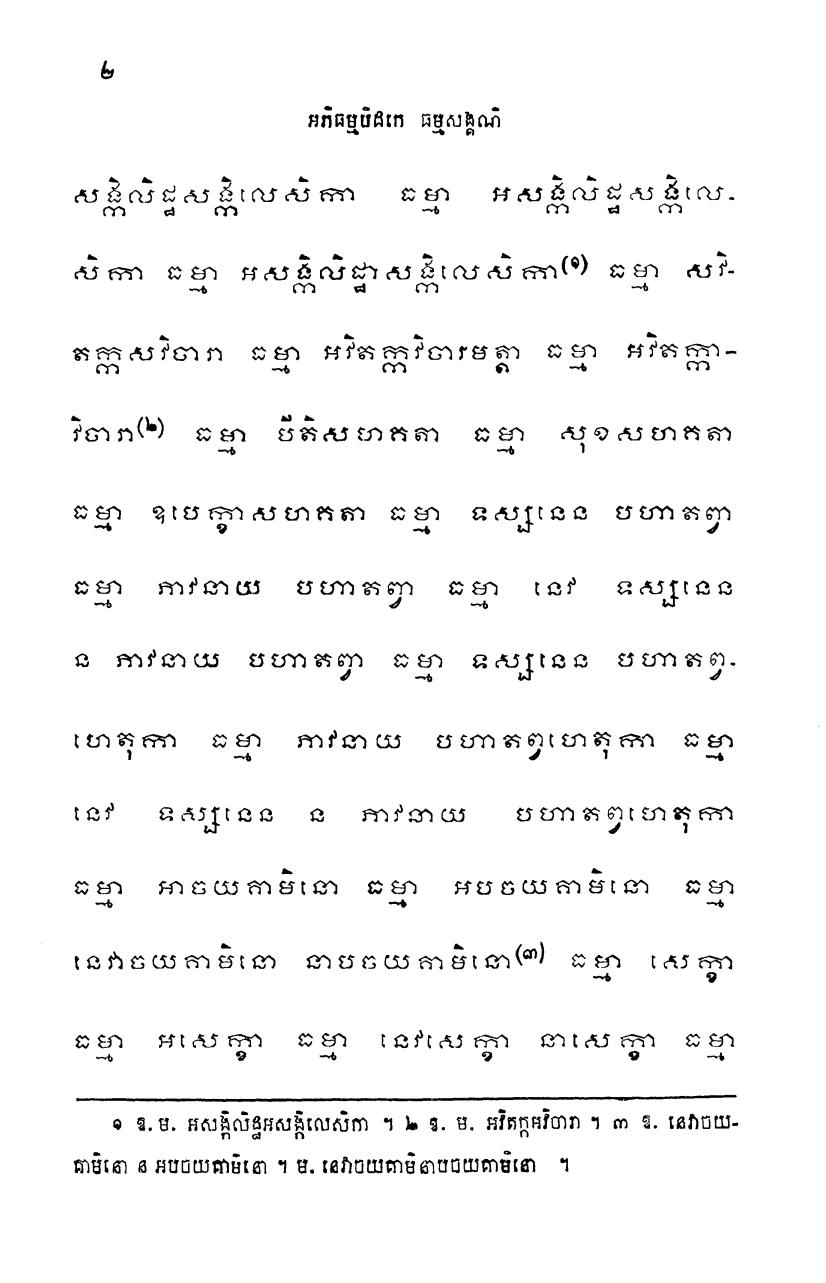 ២
អភិធម្មបិដកេ ធម្មសង្គណិ
សង្កិលិដ្ឋសង្កិលេសិកា ធម្មា អសង្កិលិដ្ឋសង្កិលេ-
សិកា ធម្មា អសង្កិលិដ្ឋាសង្កិលេសិកា(១) ធម្មា សវិ-
តក្កសវិចារា ធម្មា អវិតក្កវិចារមត្តា ធម្មា អវិតក្កា-
វិចារា(២) ធម្មា បីតិសហគតា ធម្មា សុខសហគតា
ធម្មា ឧបេក្ខាសហគតា ធម្មា ទស្សនេន បហាតព្វា
ធម្មា ភាវនាយ បហាតព្វា ធម្មា នេវ ទស្សនេន
ន ភាវនាយ បហាតព្វា ធម្មា ទស្សនេន បហាតព្វ-
ហេតុកា ធម្មា ភាវនាយ បហាតព្វហេតុកា ធម្មា
នេវ ទស្សនេន ន ភាវនាយ បហាតព្វហេតុកា
ធម្មា អាចយគាមិនោ ធម្មា អបចយគាមិនោ ធម្មា
នេវាចយគាមិនោ នាបចយគាមិនោ(៣) ធម្មា សេក្ខា
ធម្មា អសេក្ខា ធម្មា នេវសេក្ខា នាសេក្ខា ធម្មា
១ ឱ. ម. អសង្កិលិដ្ឋអសង្កិលេសិកា ។ ២ ឱ. ម. អវិតក្កអវិចារា ។ ៣ ឱ. នេវាចយ-
គាមិនោ ន អបចយគាមិនោ ។ ម. នេវាចយគាមិនាបចយគាមិនោ ។